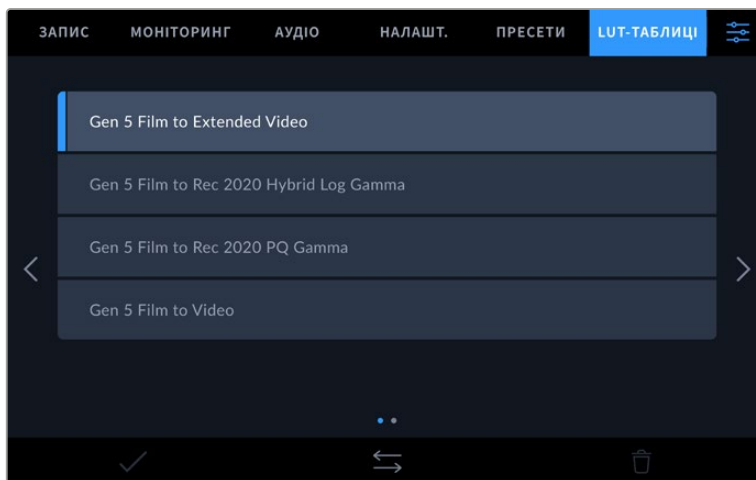 ЗАПИС МОНІТОРИНГ АУДІО НАЛАШТ. ПРЕСЕТИ LUT-ТАБЛИЦІ
Gen 5 Film to Extended Video
Gen 5 Film to Rec 2020 Hybrid Log Gamma
Gen 5 Film to Rec 2020 PQ Gamma
Gen 5 Film to Video